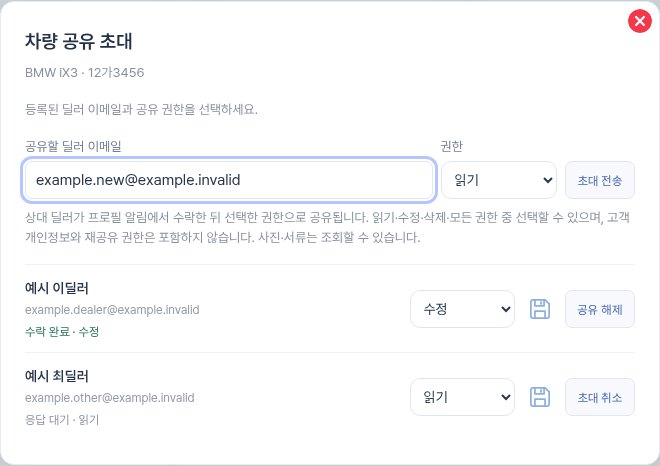 차량 공유 초대
BMW iX3 · 12가3456
등록된 딜러 이메일과 공유 권한을 선택하세요.
공유할 딜러 이메일
권한
example.new@example.invalid
읽기
초대 전송
상대 딜러가 프로필 알림에서 수락한 뒤 선택한 권한으로 공유됩니다. 읽기·수정·삭제·모든 권한 중 선택할 수 있으며, 고객
개인정보와 재공유 권한은 포함하지 않습니다. 사진·서류는 조회할 수 있습니다.
예시 이딜러
example.dealer@example.invalid
수락 완료 · 수정
수정
공유 해제
예시 최딜러
example.other@example.invalid
응답 대기 · 읽기
읽기
초대 취소